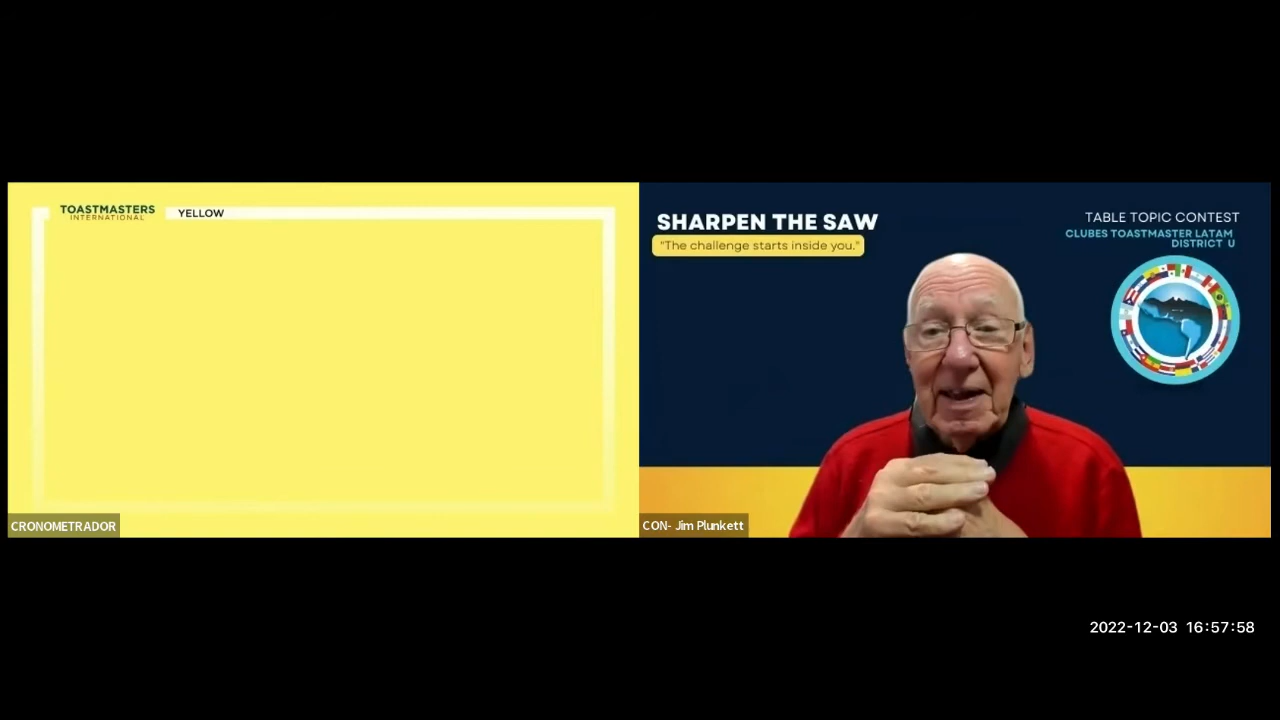 TOASTMASTERS
INTERNATIONAL
YELLOW
CRONOMETRADOR
SHARPEN THE SAW
"The challenge starts inside you."
TABLE TOPIC CONTEST
CLUBES TOASTMASTER LATAM
DISTRICT U
CON- Jim Plunkett
2022-12-03 16:57:58